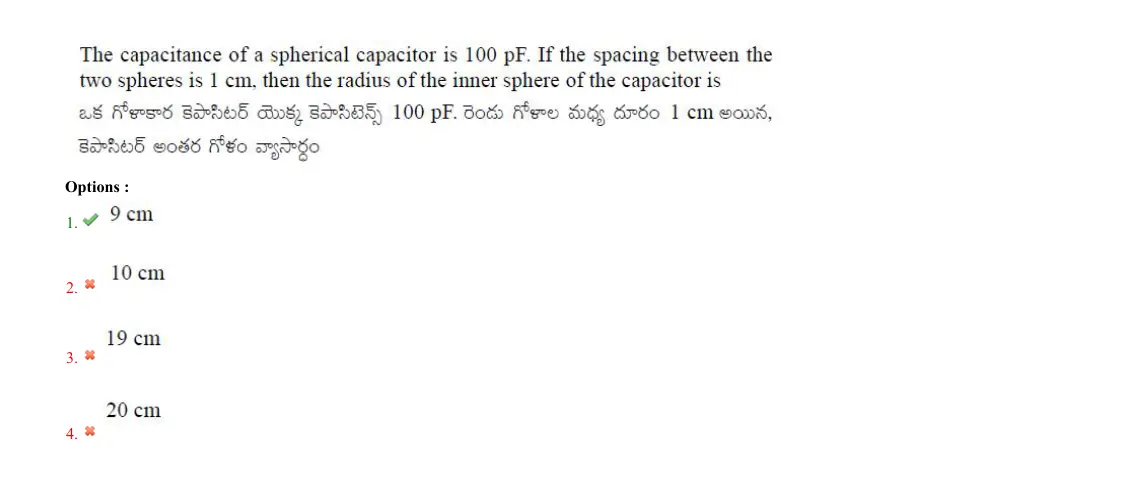 The capacitance of a spherical capacitor is 100 pF. If the spacing between the
two spheres is 1 cm, then the radius of the inner sphere of the capacitor is
ఒక గోళాకార కెపాసిటర్ యొక్క కెపాసిటెన్స్ 100 pF. రెండు గోళాల మధ్య దూరం 1 cm అయిన,
కెపాసిటర్ అంతర గోళం వ్యాసార్ధం
Options :
1. 9 cm
2. 10 cm
3. 19 cm
4. 20 cm